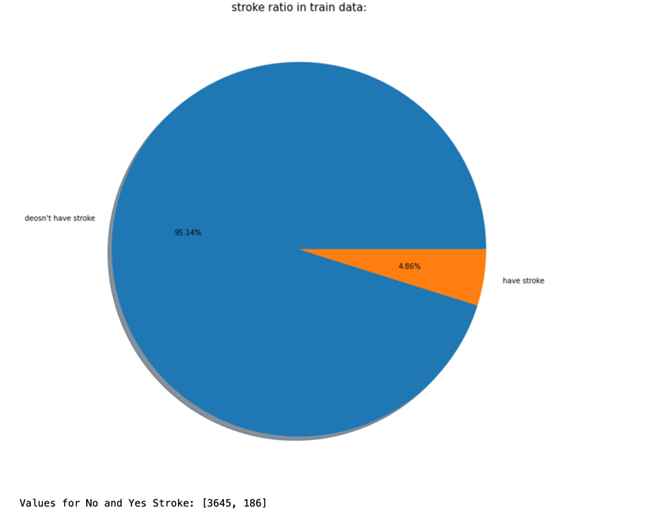 stroke ratio in train data:
deosn't have stroke
95.14%
4.86%
have stroke
Values for No and Yes Stroke: [3645, 186]